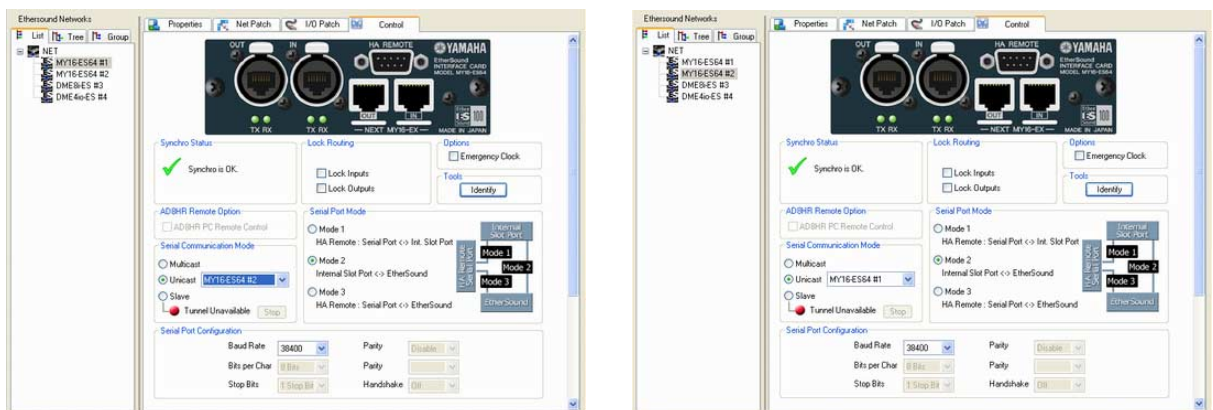 Ethersound Networks
List Tree Group
NET
MY16-ES64 #1
MY16-ES64 #2
DME8i-ES #3
DME4io-ES #4
Properties Net Patch I/O Patch Control
OUT IN HA REMOTE YAMAHA
EtherSound
INTERFACE CARD
MODEL MY16-ES64
OUT IN
TX RX TX RX NEXT MY16-EX MADE IN JAPAN
Synchro Status
Synchro is OK.
Lock Routing
Lock Inputs
Lock Outputs
Options
Emergency Clock
Tools
Identify
AD8HR Remote Option
AD8HR PC Remote Control
Serial Communication Mode
Multicast
Unicast MY16-ES64 #2
Slave
Tunnel Unavailable Stop
Serial Port Mode
Mode 1
HA Remote : Serial Port <-> Int. Slot Port
Mode 2
Internal Slot Port <-> EtherSound
Mode 3
HA Remote : Serial Port <-> EtherSound
Internal
Slot Port
HA Remote
Serial Port
Mode 1
Mode 2
Mode 3
EtherSound
Serial Port Configuration
Baud Rate 38400 Parity Disable
Bits per Char 8 Bits Parity
Stop Bits 1 Stop Bit Handshake Off
Ethersound Networks
List Tree Group
NET
MY16-ES64 #1
MY16-ES64 #2
DME8i-ES #3
DME4io-ES #4
Properties Net Patch I/O Patch Control
OUT IN HA REMOTE YAMAHA
EtherSound
INTERFACE CARD
MODEL MY16-ES64
OUT IN
TX RX TX RX NEXT MY16-EX MADE IN JAPAN
Synchro Status
Synchro is OK.
Lock Routing
Lock Inputs
Lock Outputs
Options
Emergency Clock
Tools
Identify
AD8HR Remote Option
AD8HR PC Remote Control
Serial Communication Mode
Multicast
Unicast MY16-ES64 #1
Slave
Tunnel Unavailable Stop
Serial Port Mode
Mode 1
HA Remote : Serial Port <-> Int. Slot Port
Mode 2
Internal Slot Port <-> EtherSound
Mode 3
HA Remote : Serial Port <-> EtherSound
Internal
Slot Port
HA Remote
Serial Port
Mode 1
Mode 2
Mode 3
EtherSound
Serial Port Configuration
Baud Rate 38400 Parity Disable
Bits per Char 8 Bits Parity
Stop Bits 1 Stop Bit Handshake Off